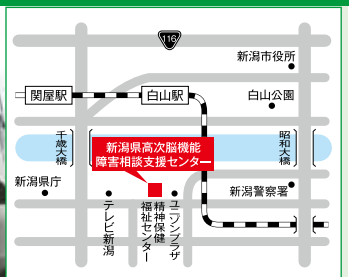 116
新潟市役所
関屋駅
白山駅
白山公園
千歳大橋
昭和大橋
新潟県高次脳機能
障害相談支援センター
新潟県庁
新潟警察署
テレビ新潟
精神保健
福祉センター
ユニゾンプラザ